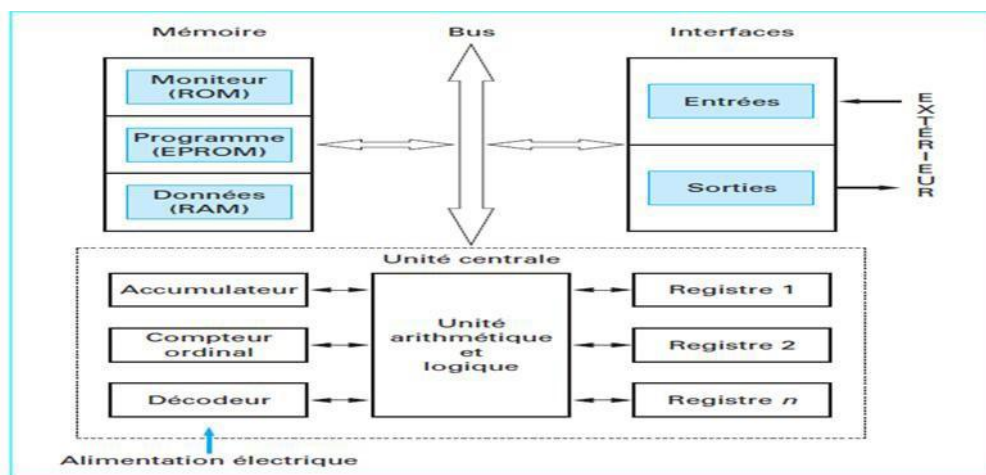 Mémoire
Bus
Interfaces
Moniteur
(ROM)
Programme
(EPROM)
Données
(RAM)
Entrées
Sorties
EXTÉRIEUR
Unité centrale
Accumulateur
Compteur
ordinal
Décodeur
Unité
arithmétique
et
logique
Registre 1
Registre 2
Registre n
Alimentation électrique